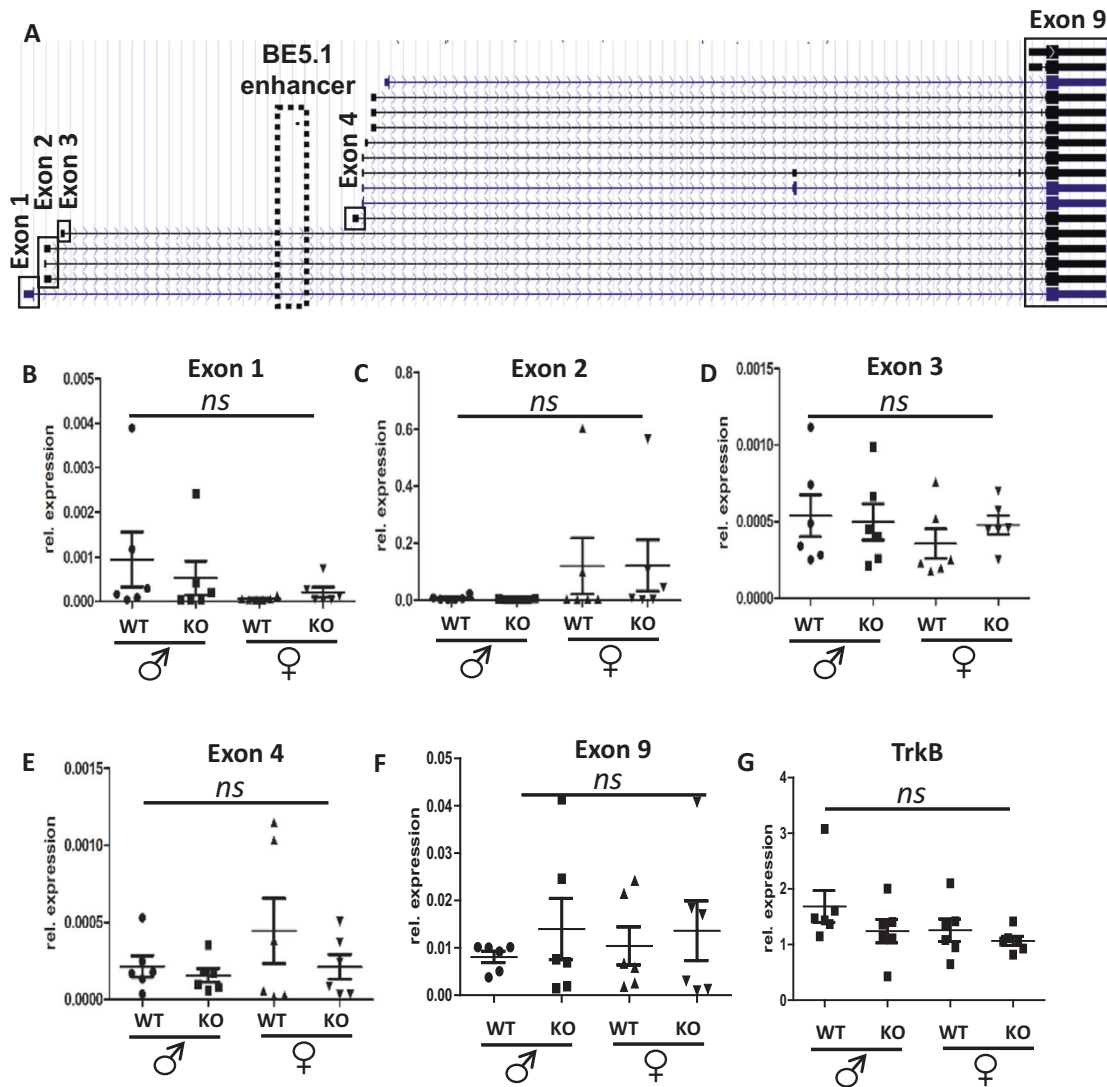 A
Exon 9
BE5.1
enhancer
Exon 4
Exon 3
Exon 2
Exon 1
B
Exon 1
ns
rel. expression
0.005
0.004
0.003
0.002
0.001
0.000
WT KO WT KO
♂ ♀
C
Exon 2
ns
rel. expression
0.8
0.6
0.4
0.2
0.0
WT KO WT KO
♂ ♀
D
Exon 3
ns
rel. expression
0.0015
0.0010
0.0005
0.0000
WT KO WT KO
♂ ♀
E
Exon 4
ns
rel. expression
0.0015
0.0010
0.0005
0.0000
WT KO WT KO
♂ ♀
F
Exon 9
ns
rel. expression
0.05
0.04
0.03
0.02
0.01
0.00
WT KO WT KO
♂ ♀
G
TrkB
ns
rel. expression
4
3
2
1
0
WT KO WT KO
♂ ♀